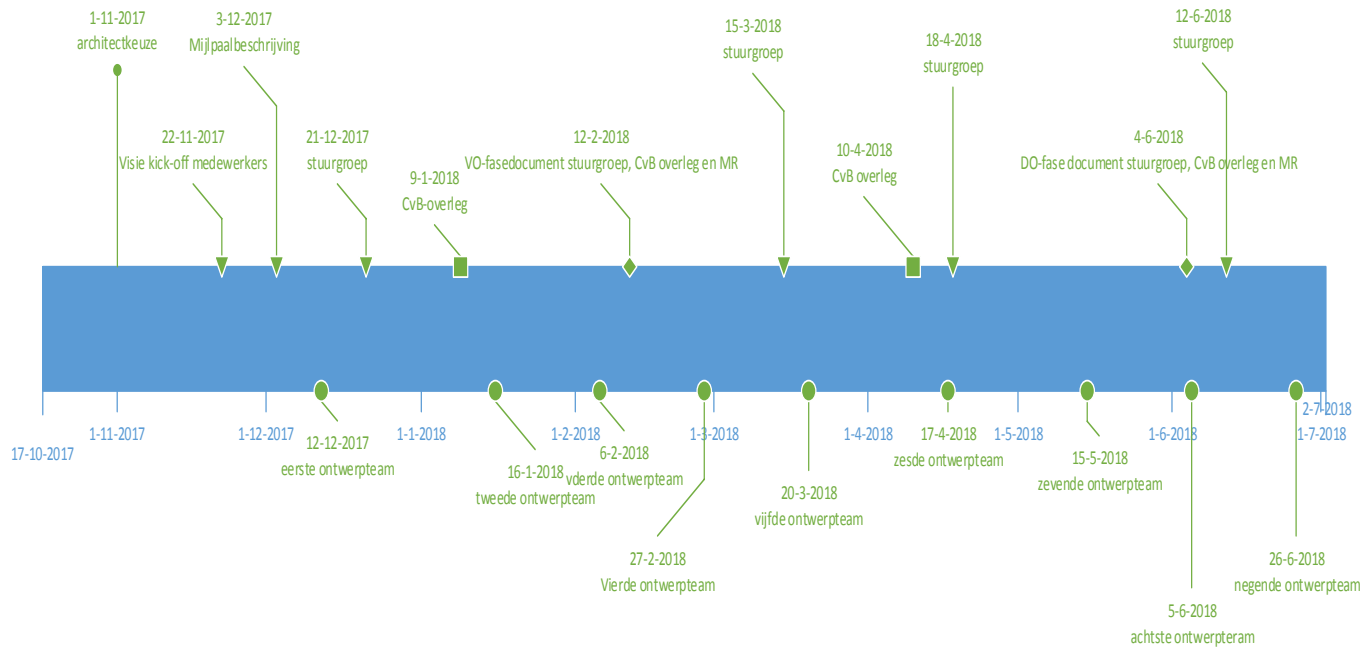 1-11-2017
architectkeuze
3-12-2017
Mijlpaalbeschrijving
15-3-2018
stuurgroep
18-4-2018
stuurgroep
12-6-2018
stuurgroep
22-11-2017
Visie kick-off medewerkers
21-12-2017
stuurgroep
9-1-2018
CvB-overleg
12-2-2018
VO-fasedocument stuurgroep, CvB overleg en MR
10-4-2018
CvB overleg
4-6-2018
DO-fase document stuurgroep, CvB overleg en MR
17-10-2017
1-11-2017
1-12-2017
1-1-2018
1-2-2018
1-3-2018
1-4-2018
1-5-2018
1-6-2018
2-7-2018
1-7-2018
12-12-2017
eerste ontwerpteam
16-1-2018
tweede ontwerpteam
6-2-2018
vderde ontwerpteam
27-2-2018
Vierde ontwerpteam
20-3-2018
vijfde ontwerpteam
17-4-2018
zesde ontwerpteam
15-5-2018
zevende ontwerpteam
5-6-2018
achtste ontwerpteram
26-6-2018
negende ontwerpteam